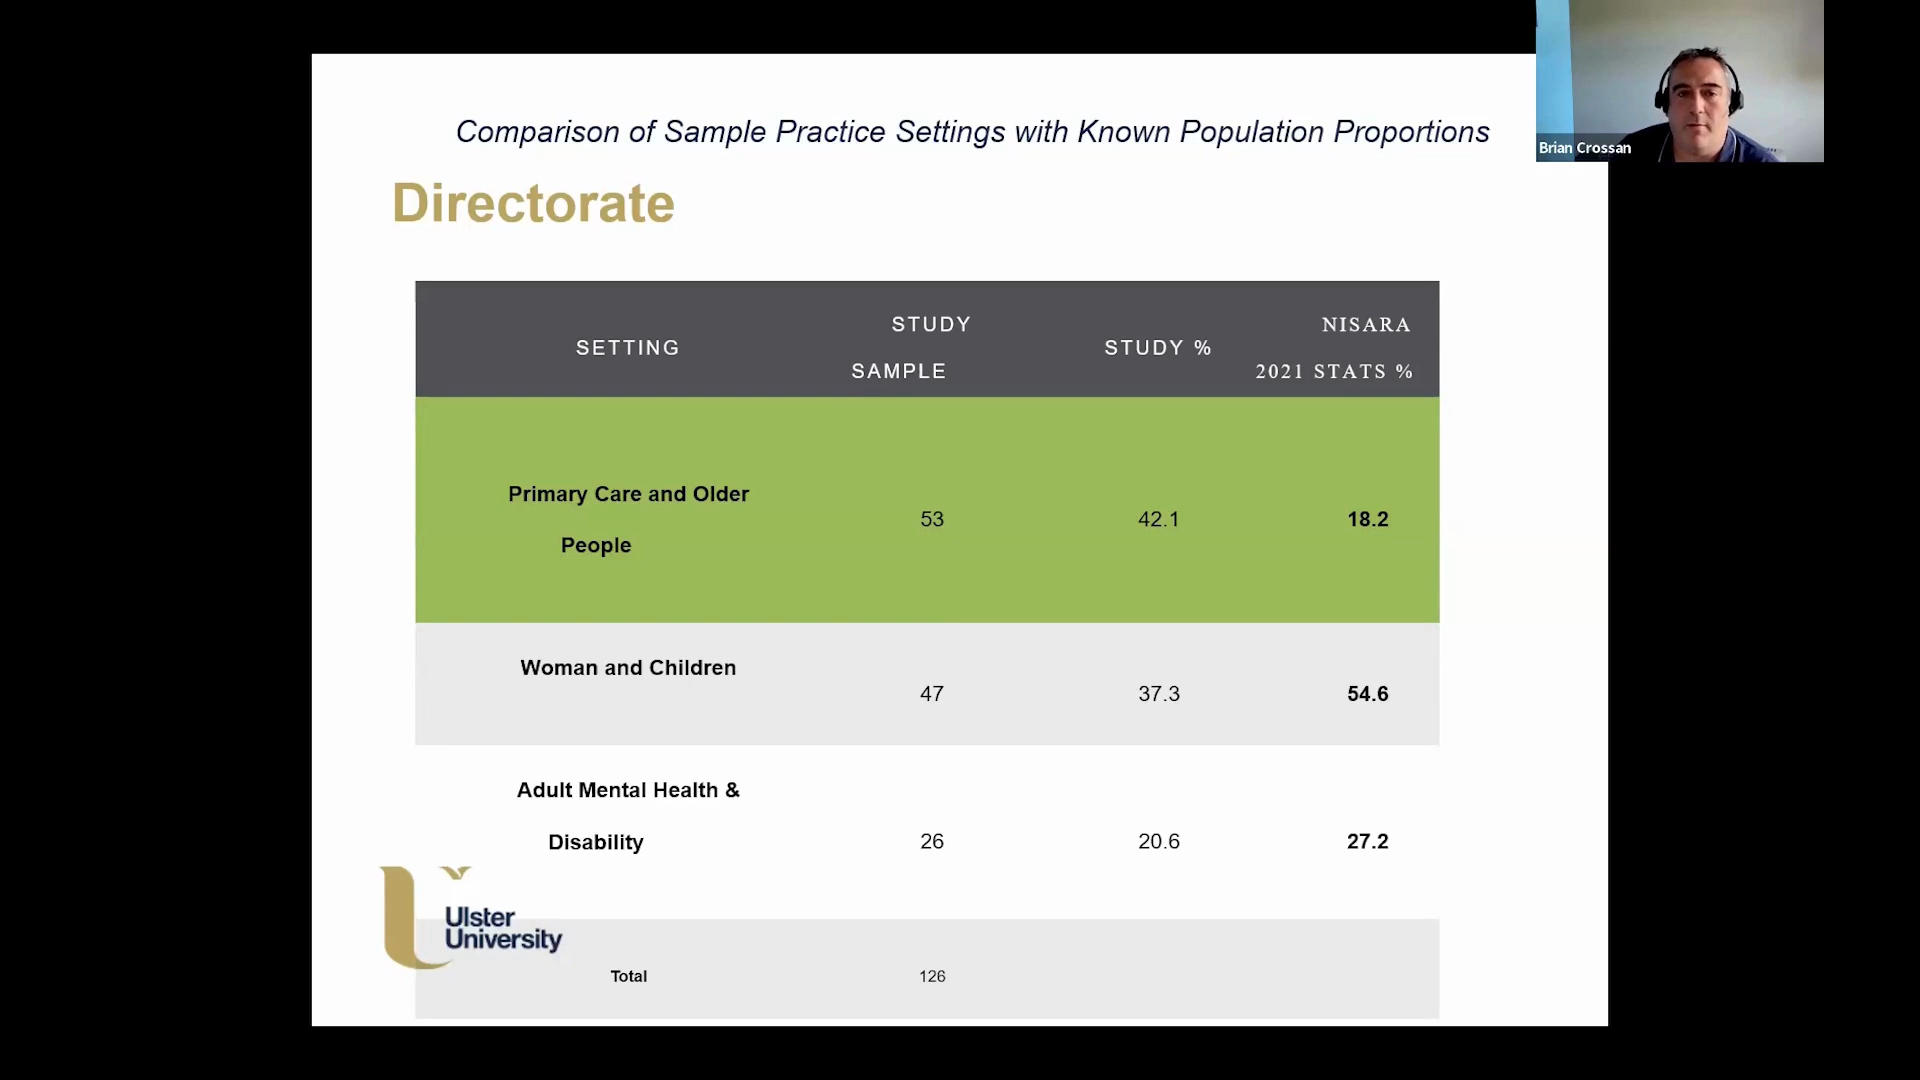 Comparison of Sample Practice Settings with Known Population Proportions
Brian Crossan
Directorate
SETTING
STUDY
SAMPLE
STUDY %
NISARA
2021 STATS %
Primary Care and Older
People
53
42.1
18.2
Woman and Children
47
37.3
54.6
Adult Mental Health &
Disability
26
20.6
27.2
Ulster
University
Total
126